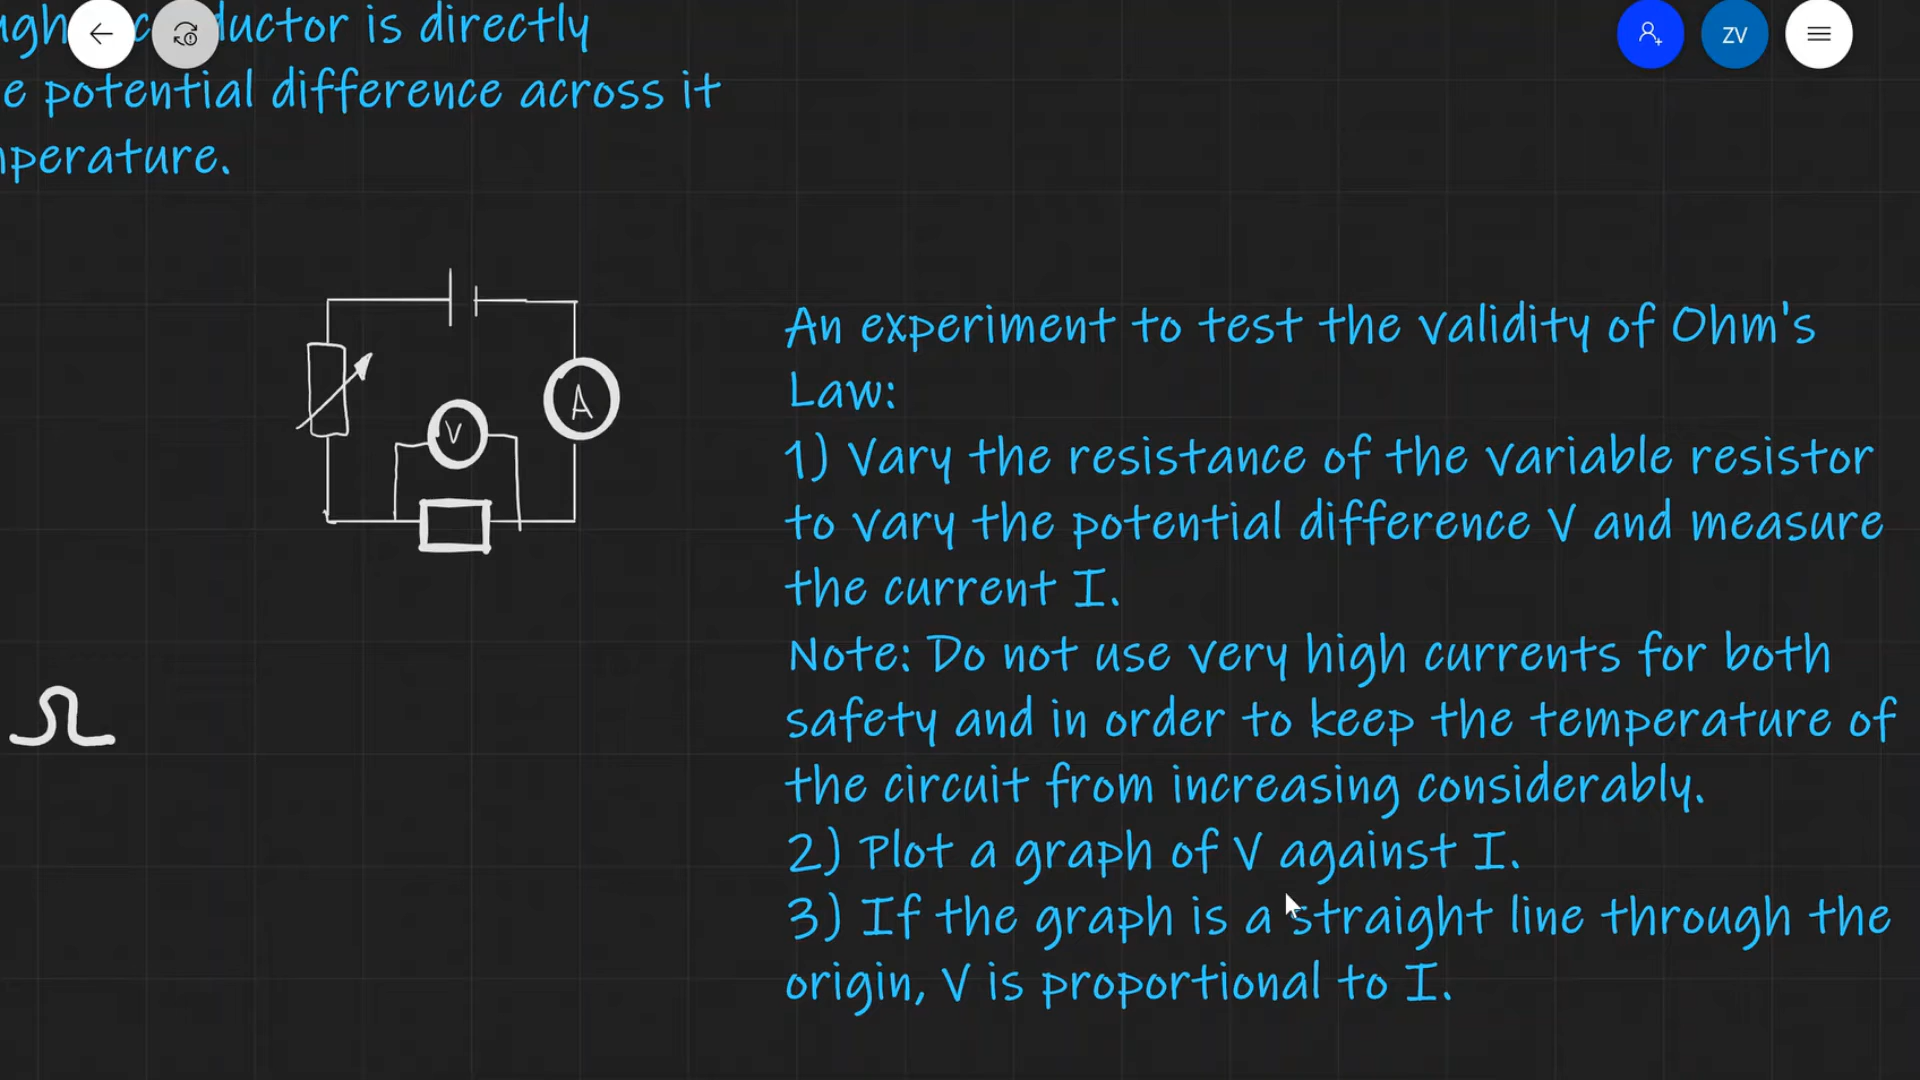 is directly
potential difference across it
ZV
A
V
An experiment to test the validity of Ohm's
Law:
1) Vary the resistance of the variable resistor
to vary the potential difference V and measure
the current I.
Note: Do not use very high currents for both
safety and in order to keep the temperature of
the circuit from increasing considerably.
Ω
2) Plot a graph of V against I.
3) If the graph is a straight line through the
origin, V is proportional to I.